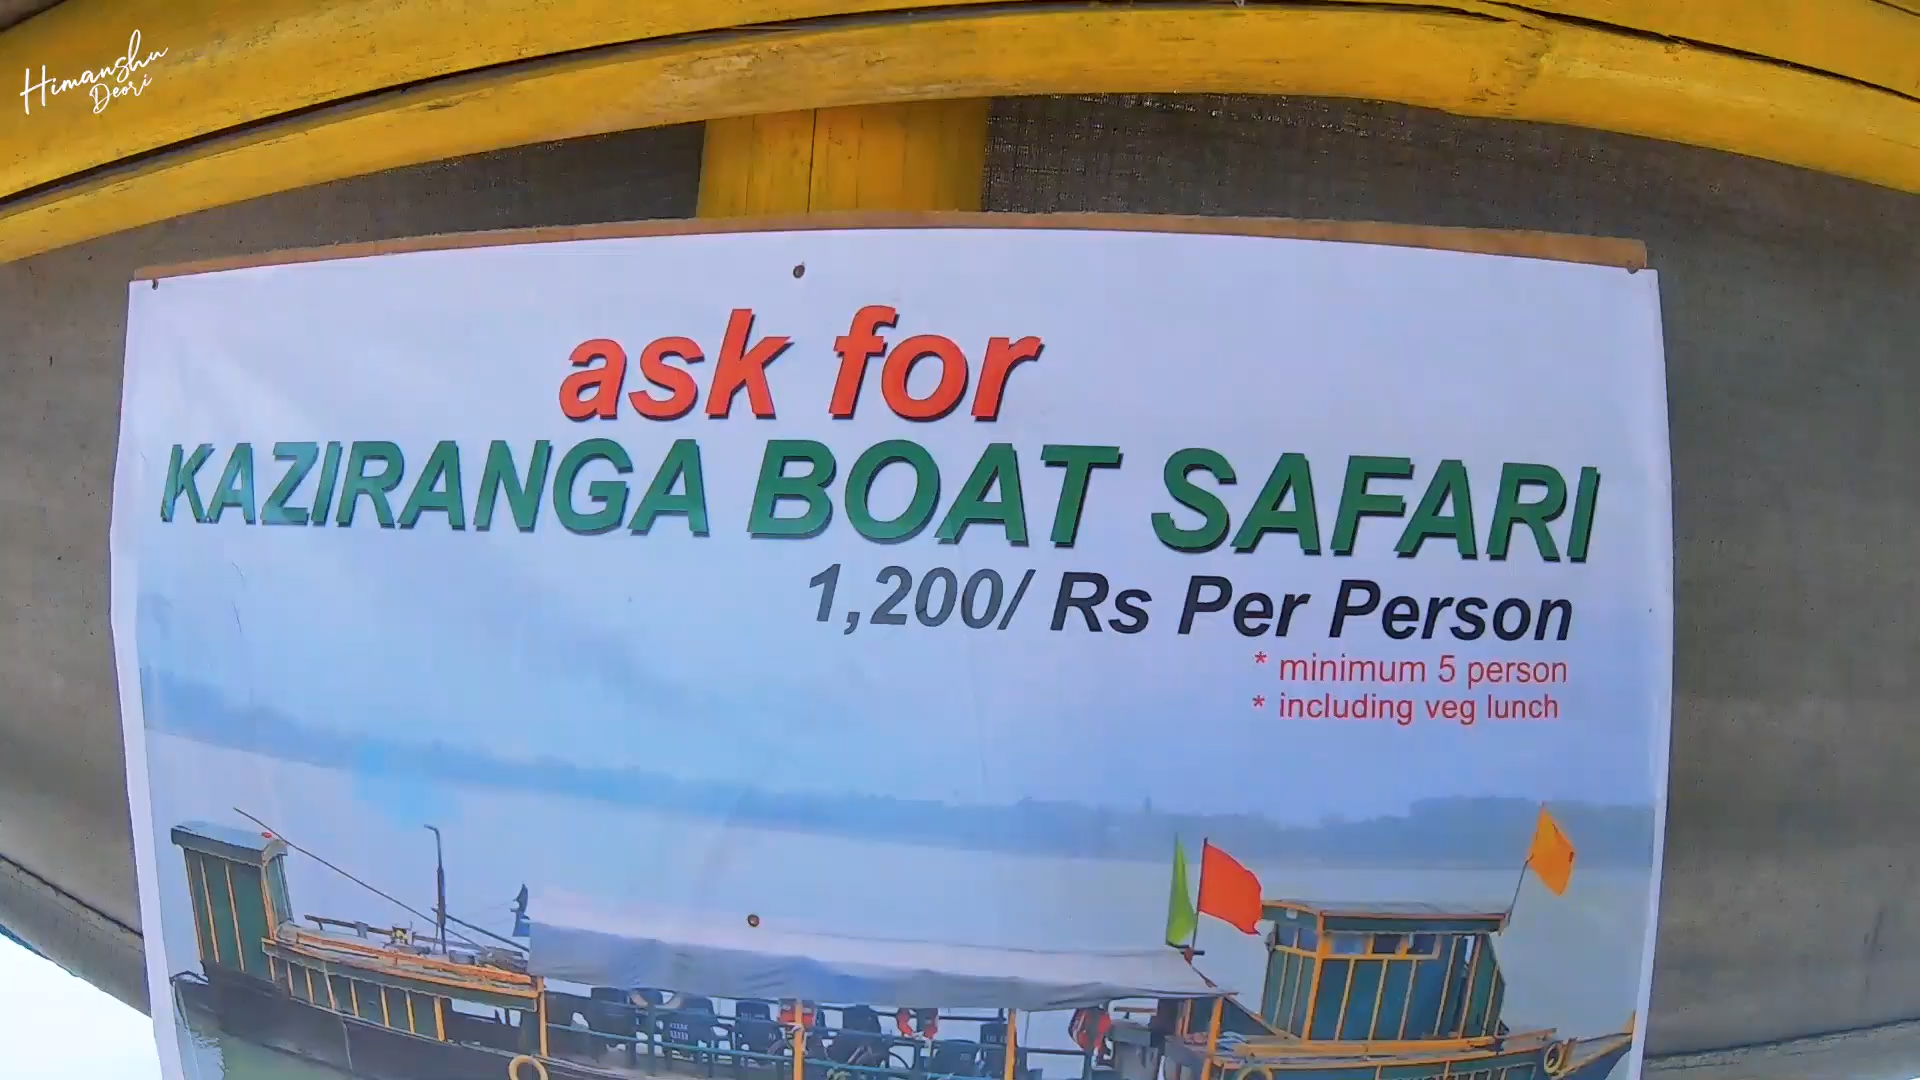 Himanshu
Deori
ask for
KAZIRANGA BOAT SAFARI
1,200/ Rs Per Person
* minimum 5 person
* including veg lunch